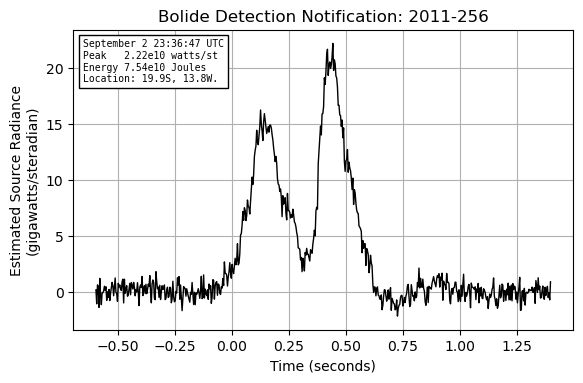 Bolide Detection Notification: 2011-256
September 2 23:36:47 UTC
Peak   2.22e10 watts/st
Energy 7.54e10 Joules
Location: 19.9S, 13.8W.
Estimated Source Radiance
(gigawatts/steradian)
20
15
10
5
0
−0.50 −0.25 0.00 0.25 0.50 0.75 1.00 1.25
Time (seconds)